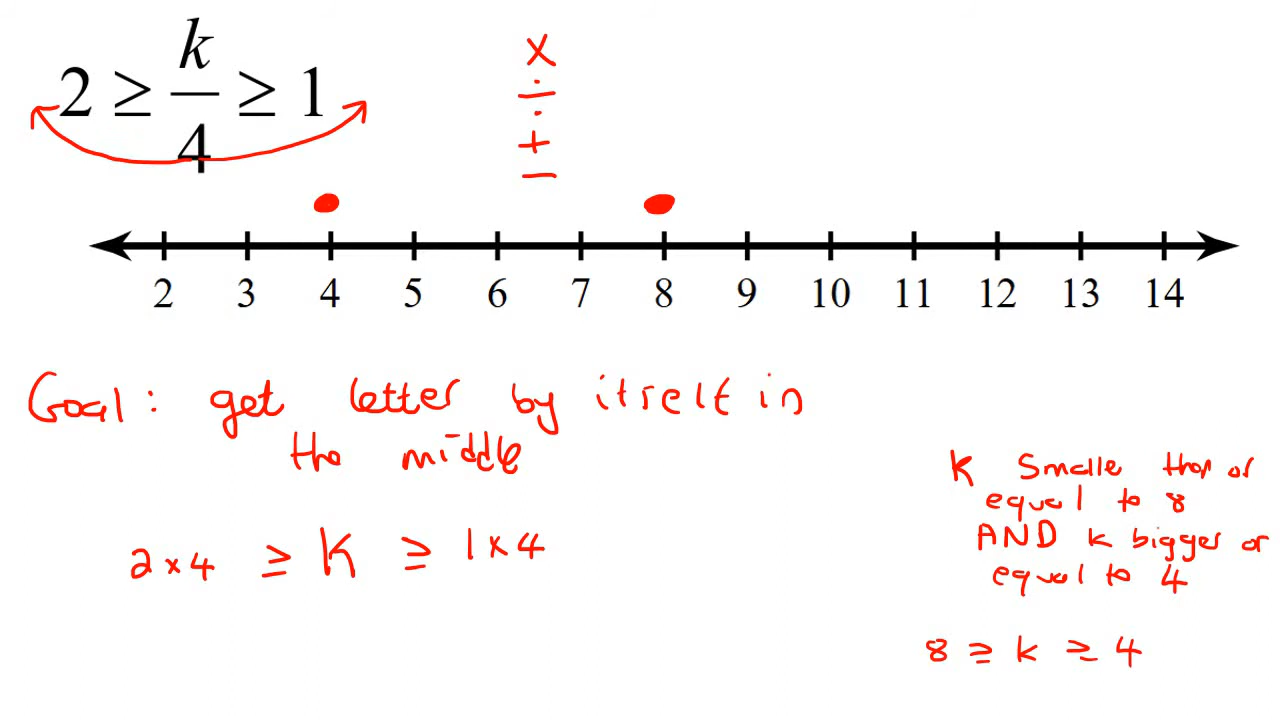 2 ≥ k/4 ≥ 1
×
÷
+
−
2 3 4 5 6 7 8 9 10 11 12 13 14
Goal: get letter by itself in
the middle
K Smalle than or
equal to 8
AND k bigger or
equal to 4
2 × 4 ≥ K ≥ 1 × 4
8 ≥ k ≥ 4